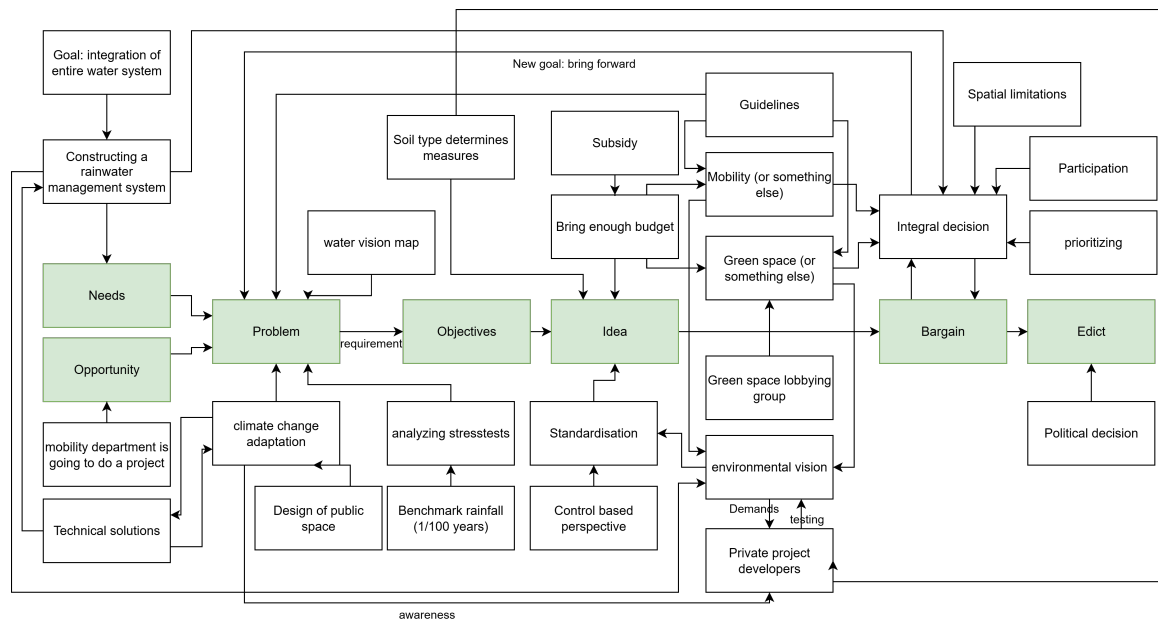 Goal: integration of
entire water system
New goal: bring forward
Constructing a
rainwater
management system
Soil type determines
measures
Subsidy
Guidelines
Spatial limitations
Mobility (or something
else)
Participation
water vision map
Bring enough budget
Integral decision
prioritizing
Green space (or
something else)
Needs
Problem
requirement
Objectives
Idea
Bargain
Edict
Opportunity
Green space lobbying
group
mobility department is
going to do a project
climate change
adaptation
analyzing stresstests
Standardisation
Political decision
environmental vision
Technical solutions
Design of public
space
Benchmark rainfall
(1/100 years)
Control based
perspective
Demands
testing
Private project
developers
awareness